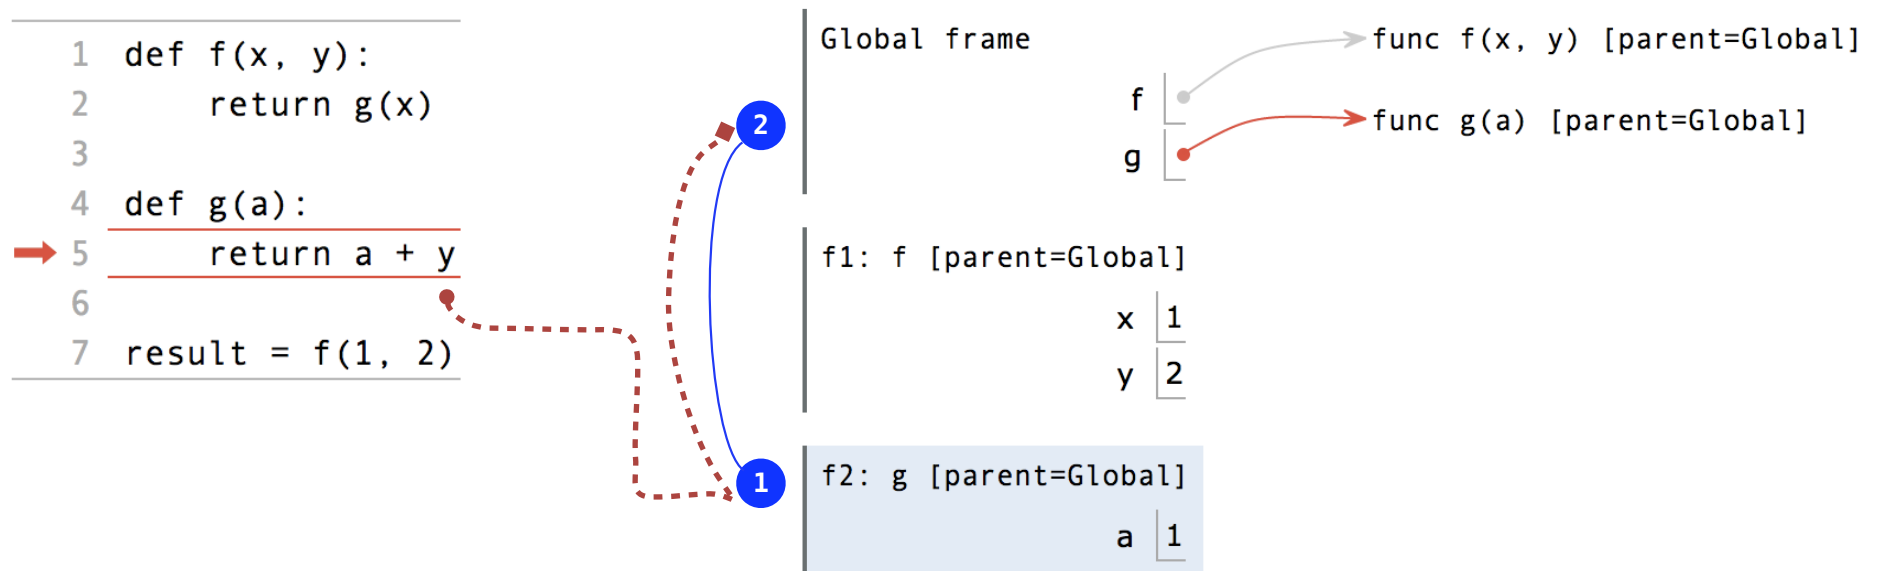 1 def f(x, y):
2     return g(x)
3
4 def g(a):
5     return a + y
6
7 result = f(1, 2)
2
1
Global frame
f
g
func f(x, y) [parent=Global]
func g(a) [parent=Global]
f1: f [parent=Global]
x 1
y 2
f2: g [parent=Global]
a 1